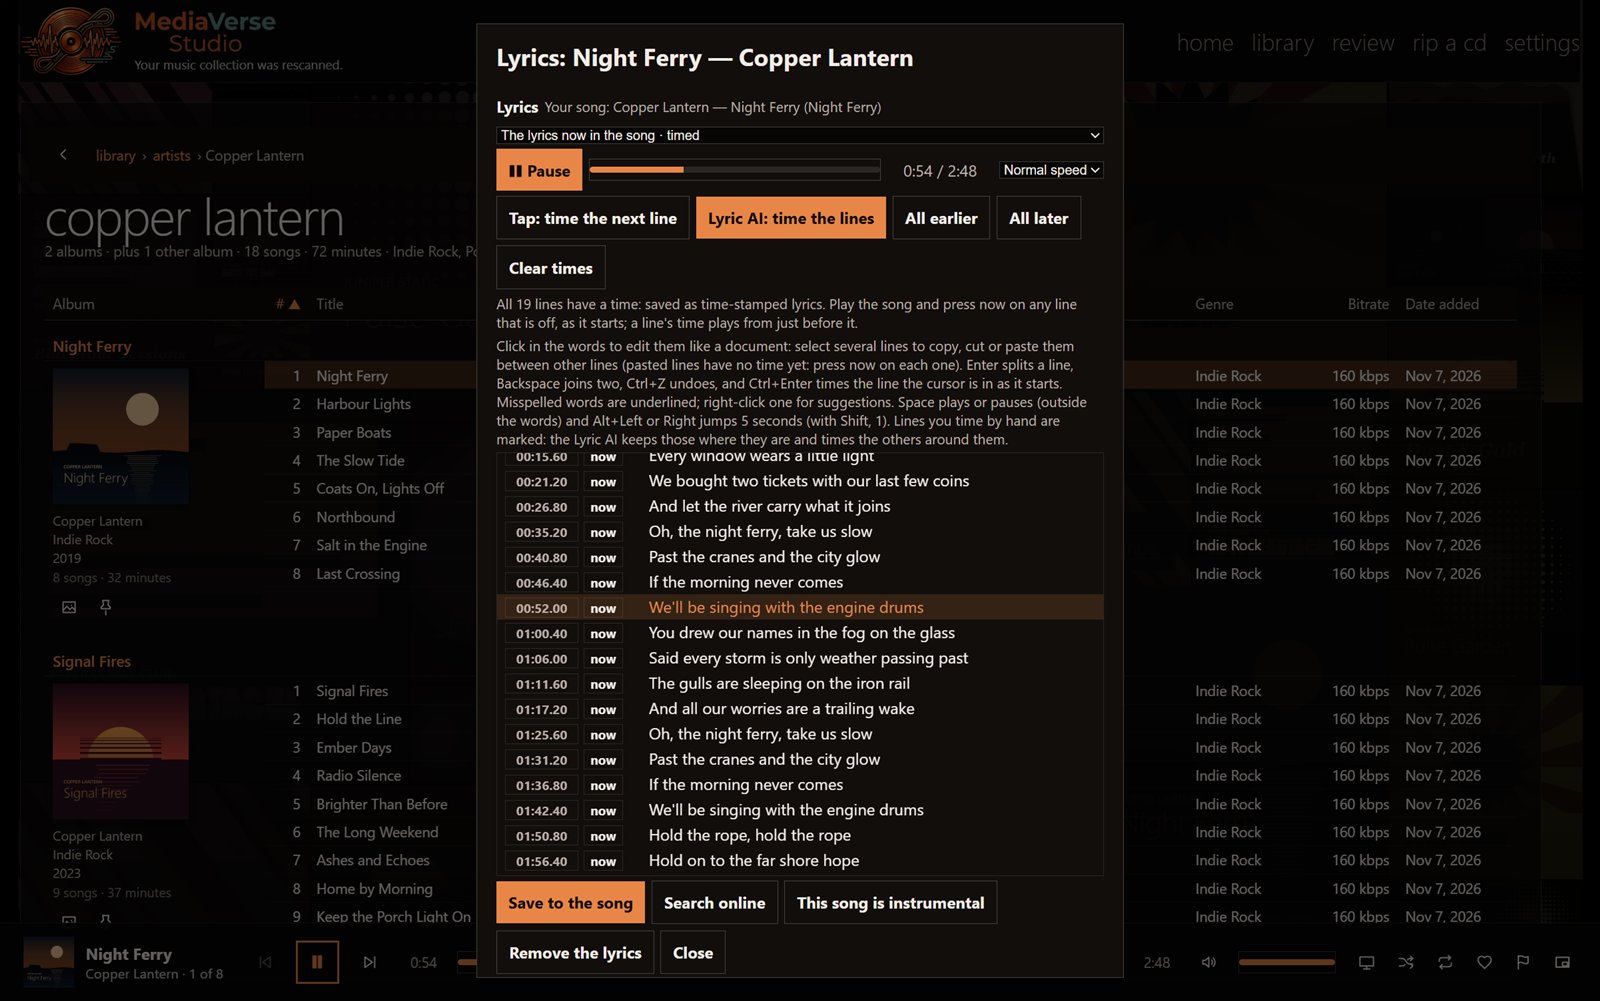 MediaVerse
Studio
Your music collection was rescanned.
home library review rip a cd settings
library › artists › Copper Lantern
copper lantern
2 albums · plus 1 other album · 18 songs · 72 minutes · Indie Rock,
Album # Title Genre Bitrate Date added
Night Ferry
1 Night Ferry Indie Rock 160 kbps Nov 7, 2026
2 Harbour Lights Indie Rock 160 kbps Nov 7, 2026
3 Paper Boats Indie Rock 160 kbps Nov 7, 2026
4 The Slow Tide Indie Rock 160 kbps Nov 7, 2026
5 Coats On, Lights Off Indie Rock 160 kbps Nov 7, 2026
6 Northbound Indie Rock 160 kbps Nov 7, 2026
7 Salt in the Engine Indie Rock 160 kbps Nov 7, 2026
8 Last Crossing Indie Rock 160 kbps Nov 7, 2026
COPPER LANTERN
Night Ferry
Copper Lantern
Indie Rock
2019
8 songs · 32 minutes
Signal Fires
1 Signal Fires Indie Rock 160 kbps Nov 7, 2026
2 Hold the Line Indie Rock 160 kbps Nov 7, 2026
3 Ember Days Indie Rock 160 kbps Nov 7, 2026
4 Radio Silence Indie Rock 160 kbps Nov 7, 2026
5 Brighter Than Before Indie Rock 160 kbps Nov 7, 2026
6 The Long Weekend Indie Rock 160 kbps Nov 7, 2026
7 Ashes and Echoes Indie Rock 160 kbps Nov 7, 2026
8 Home by Morning Indie Rock 160 kbps Nov 7, 2026
9 Keep the Porch Light On Indie Rock 160 kbps Nov 7, 2026
COPPER LANTERN
Signal Fires
Copper Lantern
Indie Rock
2023
9 songs · 37 minutes
Lyrics: Night Ferry — Copper Lantern
Lyrics Your song: Copper Lantern — Night Ferry (Night Ferry)
The lyrics now in the song · timed
Pause 0:54 / 2:48 Normal speed
Tap: time the next line Lyric AI: time the lines All earlier All later
Clear times
All 19 lines have a time: saved as time-stamped lyrics. Play the song and press now on any line
that is off, as it starts; a line's time plays from just before it.
Click in the words to edit them like a document: select several lines to copy, cut or paste them
between other lines (pasted lines have no time yet: press now on each one). Enter splits a line,
Backspace joins two, Ctrl+Z undoes, and Ctrl+Enter times the line the cursor is in as it starts.
Misspelled words are underlined; right-click one for suggestions. Space plays or pauses (outside
the words) and Alt+Left or Right jumps 5 seconds (with Shift, 1). Lines you time by hand are
marked: the Lyric AI keeps those where they are and times the others around them.
00:15.60 now Every window wears a little light
00:21.20 now We bought two tickets with our last few coins
00:26.80 now And let the river carry what it joins
00:35.20 now Oh, the night ferry, take us slow
00:40.80 now Past the cranes and the city glow
00:46.40 now If the morning never comes
00:52.00 now We'll be singing with the engine drums
01:00.40 now You drew our names in the fog on the glass
01:06.00 now Said every storm is only weather passing past
01:11.60 now The gulls are sleeping on the iron rail
01:17.20 now And all our worries are a trailing wake
01:25.60 now Oh, the night ferry, take us slow
01:31.20 now Past the cranes and the city glow
01:36.80 now If the morning never comes
01:42.40 now We'll be singing with the engine drums
01:50.80 now Hold the rope, hold the rope
01:56.40 now Hold on to the far shore hope
Save to the song Search online This song is instrumental
Remove the lyrics Close
Night Ferry
Copper Lantern · 1 of 8
0:54 2:48